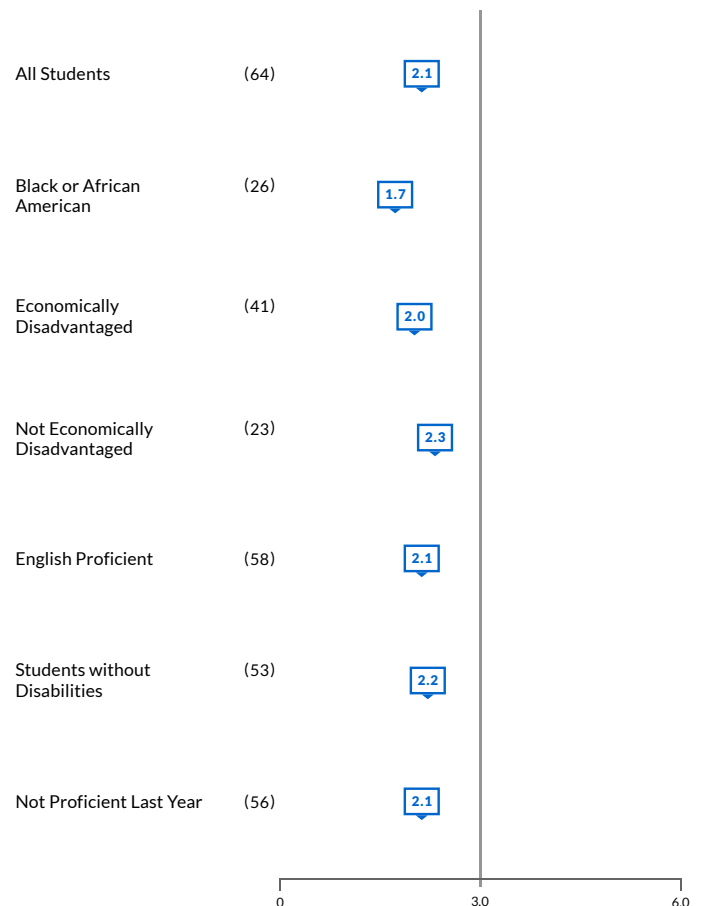 All Students (64) 2.1
Black or African (26) 1.7
American
Economically (41) 2.0
Disadvantaged
Not Economically (23) 2.3
Disadvantaged
English Proficient (58) 2.1
Students without (53) 2.2
Disabilities
Not Proficient Last Year (56) 2.1
0 3.0 6.0